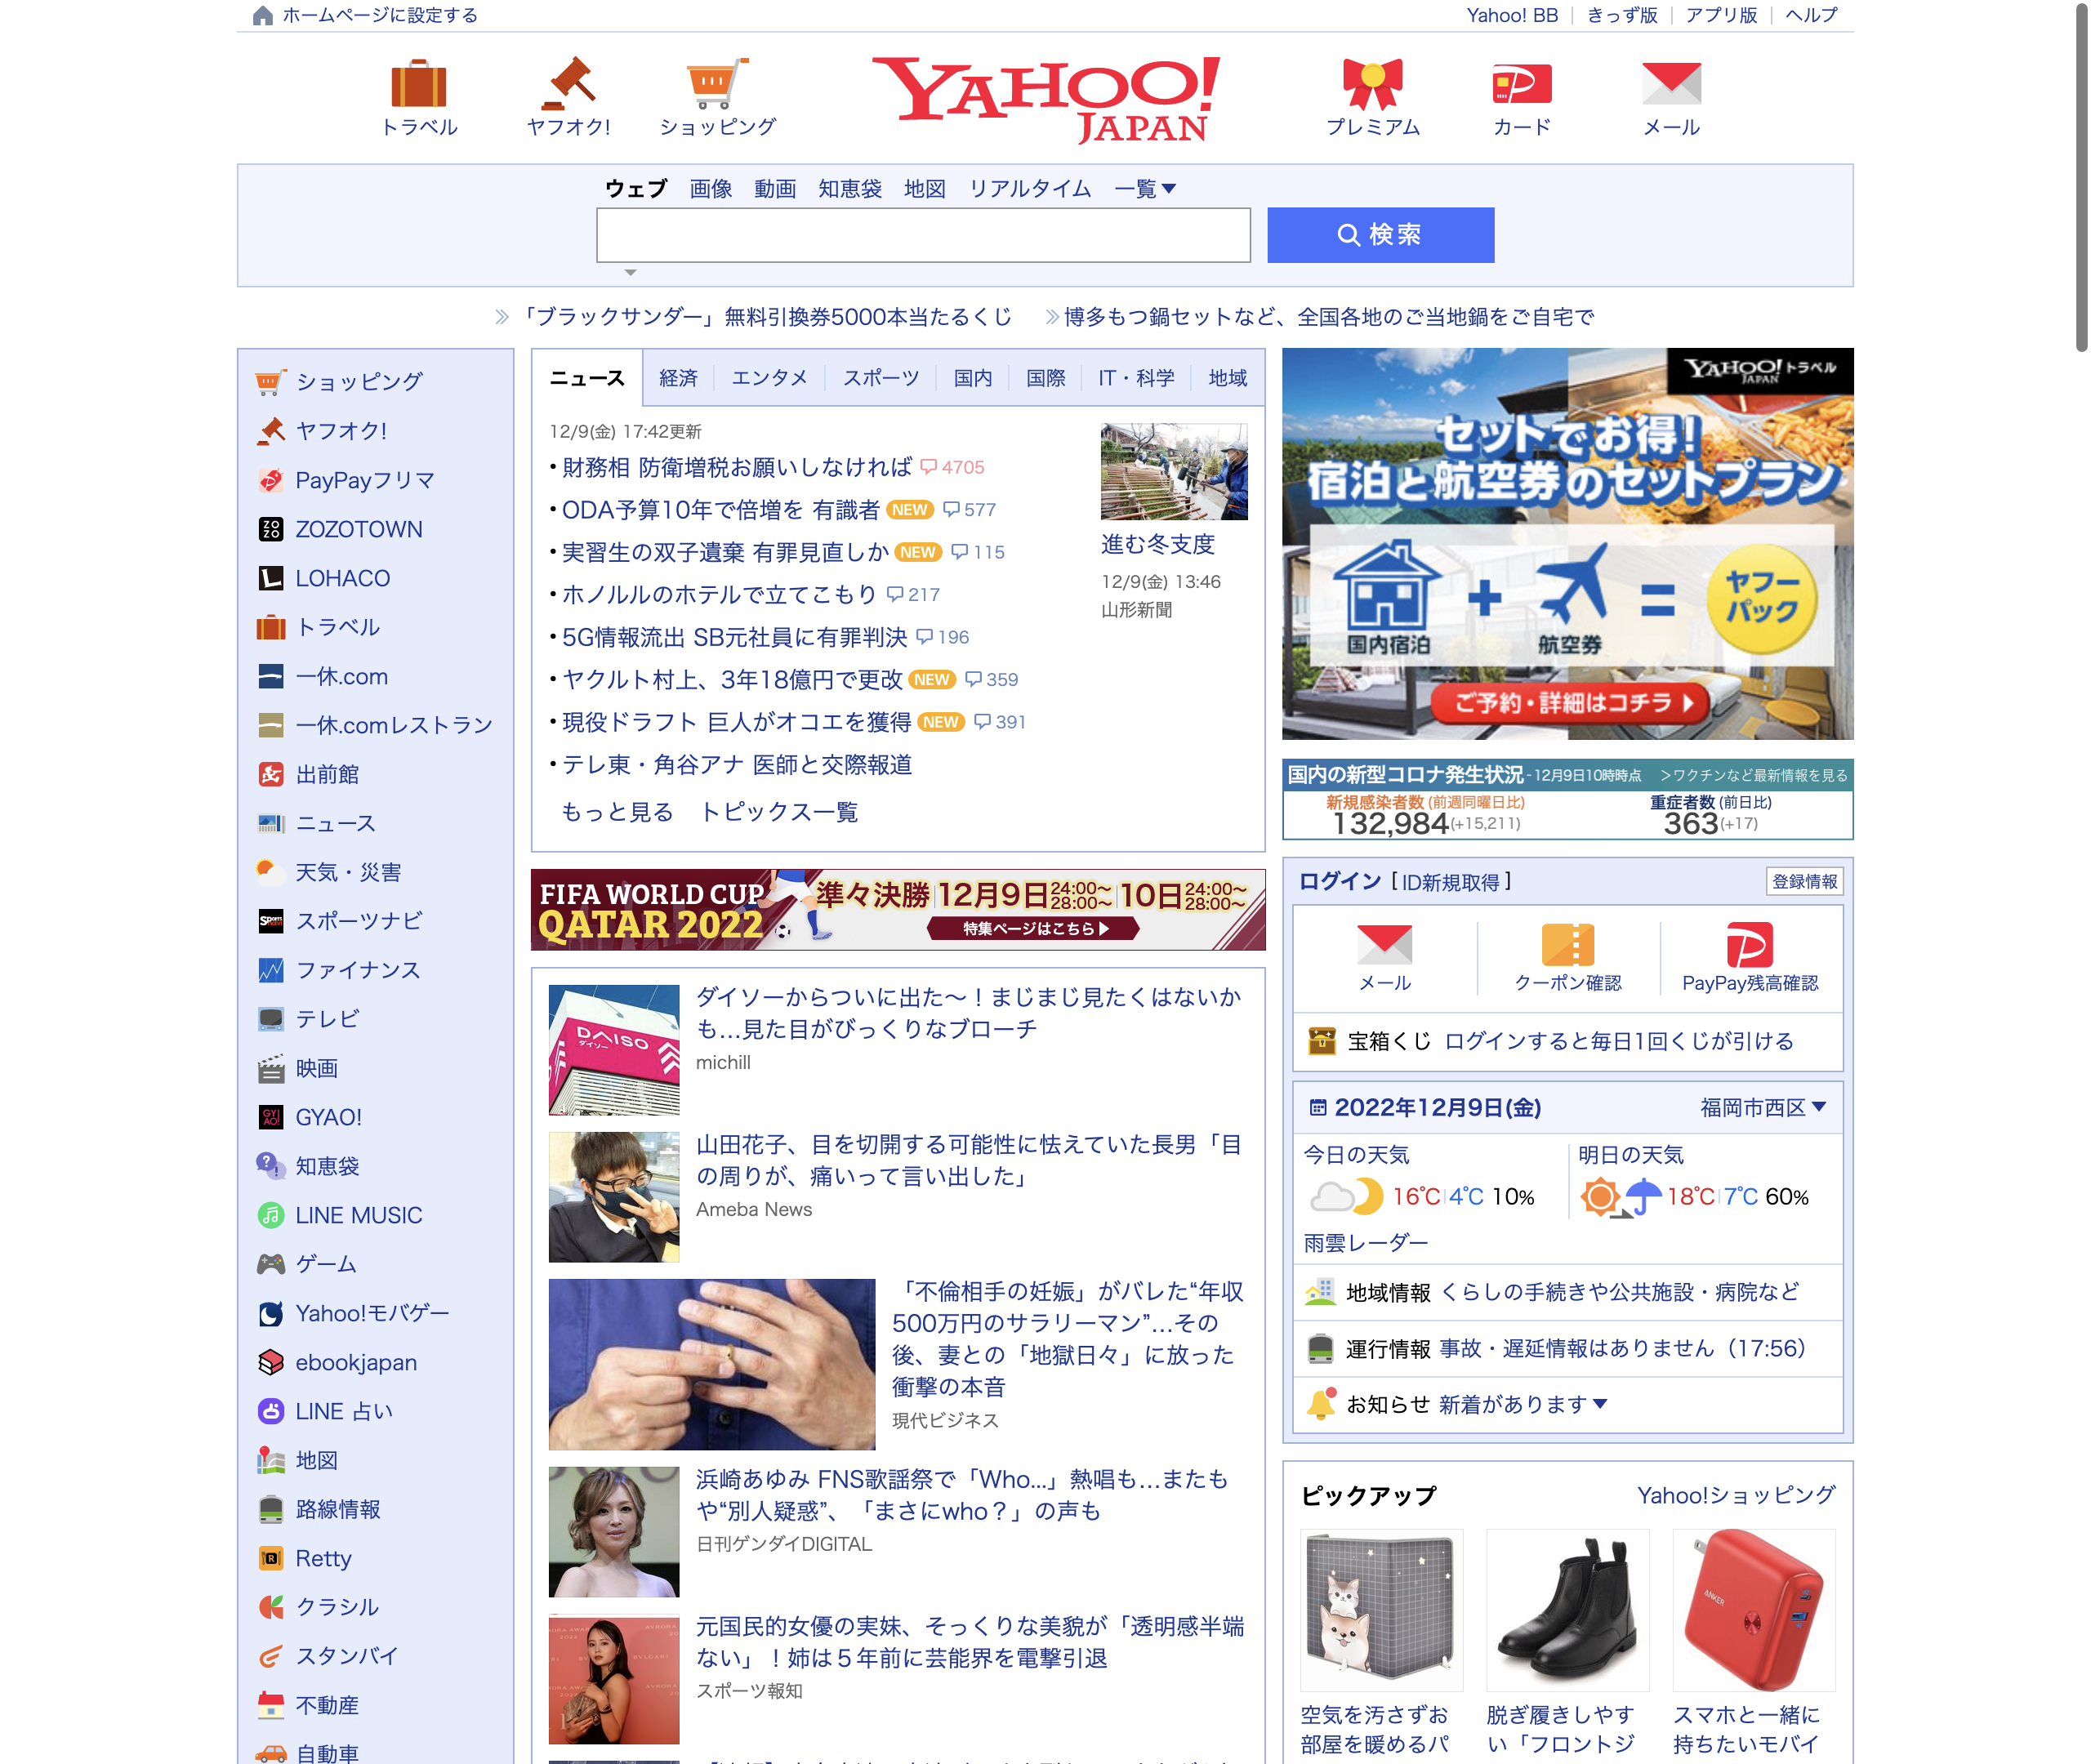 ホームページに設定する
Yahoo! BB
きっず版
アプリ版
ヘルプ
トラベル
ヤフオク!
ショッピング
YAHOO!
JAPAN
プレミアム
カード
メール
ウェブ 画像 動画 知恵袋 地図 リアルタイム 一覧
検索
「ブラックサンダー」無料引換券5000本当たるくじ
博多もつ鍋セットなど、全国各地のご当地鍋をご自宅で
ショッピング
ヤフオク!
PayPayフリマ
ZOZOTOWN
LOHACO
トラベル
一休.com
一休.comレストラン
出前館
ニュース
天気・災害
スポーツナビ
ファイナンス
テレビ
映画
GYAO!
知恵袋
LINE MUSIC
ゲーム
Yahoo!モバゲー
ebookjapan
LINE 占い
地図
路線情報
Retty
クラシル
スタンバイ
不動産
自動車
ニュース 経済 エンタメ スポーツ 国内 国際 IT・科学 地域
12/9(金) 17:42更新
・財務相 防衛増税お願いしなければ 4705
・ODA予算10年で倍増を 有識者 NEW 577
・実習生の双子遺棄 有罪見直しか NEW 115
・ホノルルのホテルで立てこもり 217
・5G情報流出 SB元社員に有罪判決 196
・ヤクルト村上、3年18億円で更改 NEW 359
・現役ドラフト 巨人がオコエを獲得 NEW 391
・テレ東・角谷アナ 医師と交際報道
もっと見る トピックス一覧
進む冬支度
12/9(金) 13:46
山形新聞
FIFA WORLD CUP
QATAR 2022
準々決勝 12月9日 24:00〜 28:00〜 10日 24:00〜 28:00〜
特集ページはこちら
DAISO
ダイソー
ダイソーからついに出た〜！まじまじ見たくはないか
も…見た目がびっくりなブローチ
michill
山田花子、目を切開する可能性に怯えていた長男「目
の周りが、痛いって言い出した」
Ameba News
「不倫相手の妊娠」がバレた“年収
500万円のサラリーマン”…その
後、妻との「地獄日々」に放った
衝撃の本音
現代ビジネス
浜崎あゆみ FNS歌謡祭で「Who...」熱唱も…またも
や“別人疑惑”、「まさにwho？」の声も
日刊ゲンダイDIGITAL
元国民的女優の実妹、そっくりな美貌が「透明感半端
ない」！姉は５年前に芸能界を電撃引退
スポーツ報知
YAHOO! JAPAN トラベル
セットでお得!
宿泊と航空券のセットプラン
国内宿泊 + 航空券 = ヤフーパック
ご予約・詳細はコチラ
国内の新型コロナ発生状況 - 12月9日10時時点 ＞ワクチンなど最新情報を見る
新規感染者数 (前週同曜日比)
132,984(+15,211)
重症者数 (前日比)
363(+17)
ログイン [ ID新規取得 ]
登録情報
メール
クーポン確認
PayPay残高確認
宝箱くじ ログインすると毎日1回くじが引ける
2022年12月9日(金)
福岡市西区
今日の天気
16℃ 4℃ 10%
明日の天気
18℃ 7℃ 60%
雨雲レーダー
地域情報 くらしの手続きや公共施設・病院など
運行情報 事故・遅延情報はありません（17:56）
お知らせ 新着があります
ピックアップ
Yahoo!ショッピング
ANKER
空気を汚さずお
部屋を暖めるパ
脱ぎ履きしやす
い「フロントジ
スマホと一緒に
持ちたいモバイ